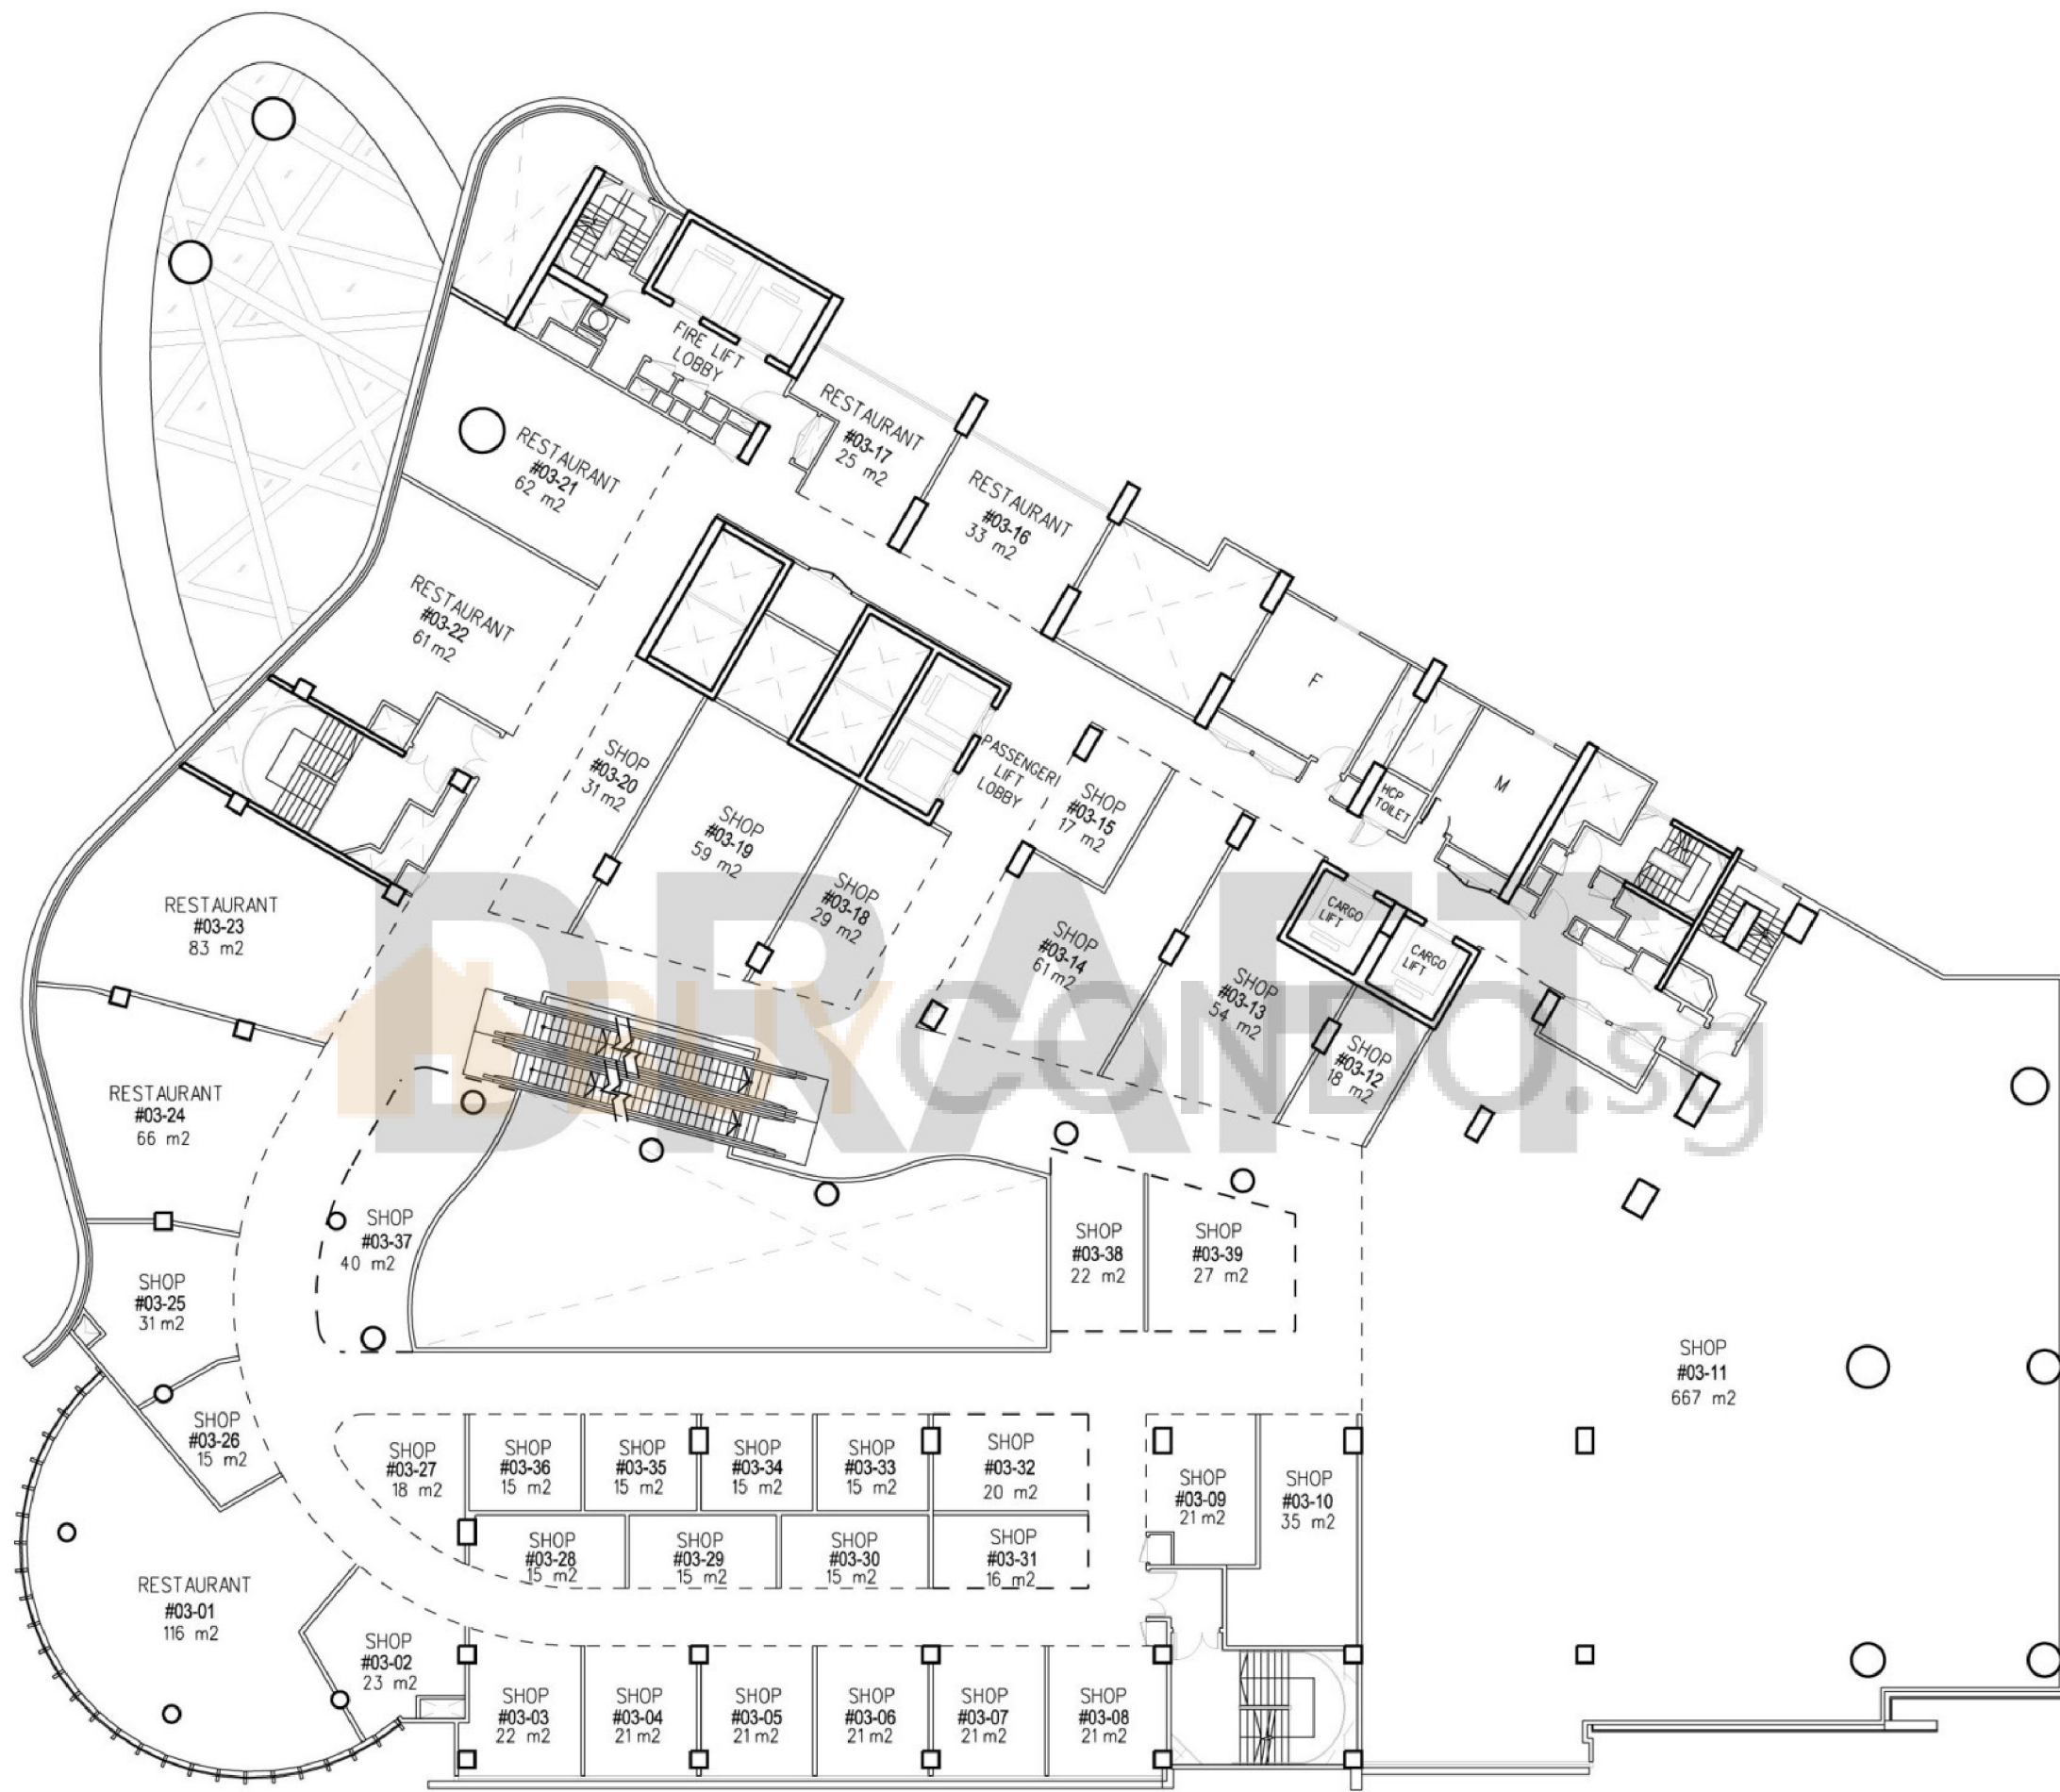 FIRE LIFT
LOBBY
RESTAURANT
#03-17
25 m2
RESTAURANT
#03-21
62 m2
RESTAURANT
#03-16
33 m2
RESTAURANT
#03-22
61 m2
F
M
HCP
TOILET
PASSENGER
LIFT
LOBBY
SHOP
#03-20
31 m2
SHOP
#03-19
59 m2
SHOP
#03-18
29 m2
SHOP
#03-15
17 m2
SHOP
#03-14
61 m2
SHOP
#03-13
54 m2
SHOP
#03-12
18 m2
CARGO
LIFT
CARGO
LIFT
RESTAURANT
#03-23
83 m2
DRAFT
CONDO.sg
RESTAURANT
#03-24
66 m2
SHOP
#03-37
40 m2
SHOP
#03-38
22 m2
SHOP
#03-39
27 m2
SHOP
#03-25
31 m2
SHOP
#03-11
667 m2
SHOP
#03-26
15 m2
SHOP
#03-27
18 m2
SHOP
#03-36
15 m2
SHOP
#03-35
15 m2
SHOP
#03-34
15 m2
SHOP
#03-33
15 m2
SHOP
#03-32
20 m2
SHOP
#03-09
21 m2
SHOP
#03-10
35 m2
SHOP
#03-28
15 m2
SHOP
#03-29
15 m2
SHOP
#03-30
15 m2
SHOP
#03-31
16 m2
RESTAURANT
#03-01
116 m2
SHOP
#03-02
23 m2
SHOP
#03-03
22 m2
SHOP
#03-04
21 m2
SHOP
#03-05
21 m2
SHOP
#03-06
21 m2
SHOP
#03-07
21 m2
SHOP
#03-08
21 m2